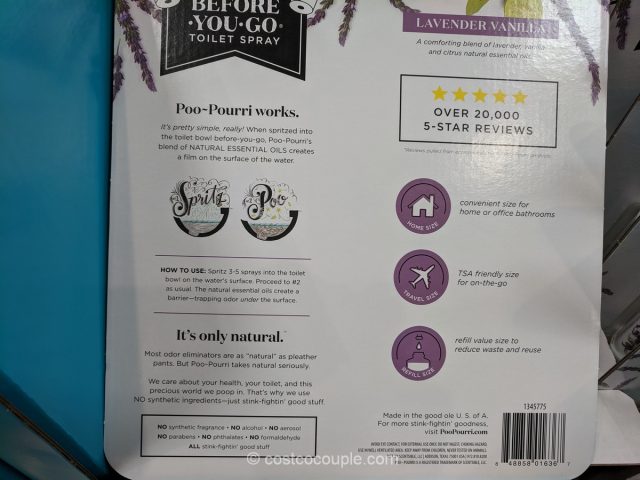 BEFORE
·YOU·GO®
TOILET SPRAY
Poo~Pourri works.
It's pretty simple, really! When spritzed into
the toilet bowl before-you-go, Poo~Pourri's
blend of NATURAL ESSENTIAL OILS creates
a film on the surface of the water.
Spritz
Poo
HOW TO USE: Spritz 3-5 sprays into the toilet
bowl on the water's surface. Proceed to #2
as usual. The natural essential oils create a
barrier—trapping odor under the surface.
It's only natural.™
Most odor eliminators are as "natural" as pleather
pants. But Poo~Pourri takes natural seriously.
We care about your health, your toilet, and this
precious world we poop in. That's why we use
NO synthetic ingredients—just stink-fightin' good stuff.
NO synthetic fragrance • NO alcohol • NO aerosol
NO parabens • NO phthalates • NO formaldehyde
ALL stink-fightin' good stuff
LAVENDER VANILLA
A comforting blend of lavender, vanilla
and citrus natural essential oils.
OVER 20,000
5-STAR REVIEWS
HOME SIZE
convenient size for
home or office bathrooms
TRAVEL SIZE
TSA friendly size
for on-the-go
REFILL SIZE
refill value size to
reduce waste and reuse
Made in the good ole U. S. of A.
For more stink-fightin' goodness,
visit PooPourri.com
1345775
8 48858 01636 7
© costcocouple.com